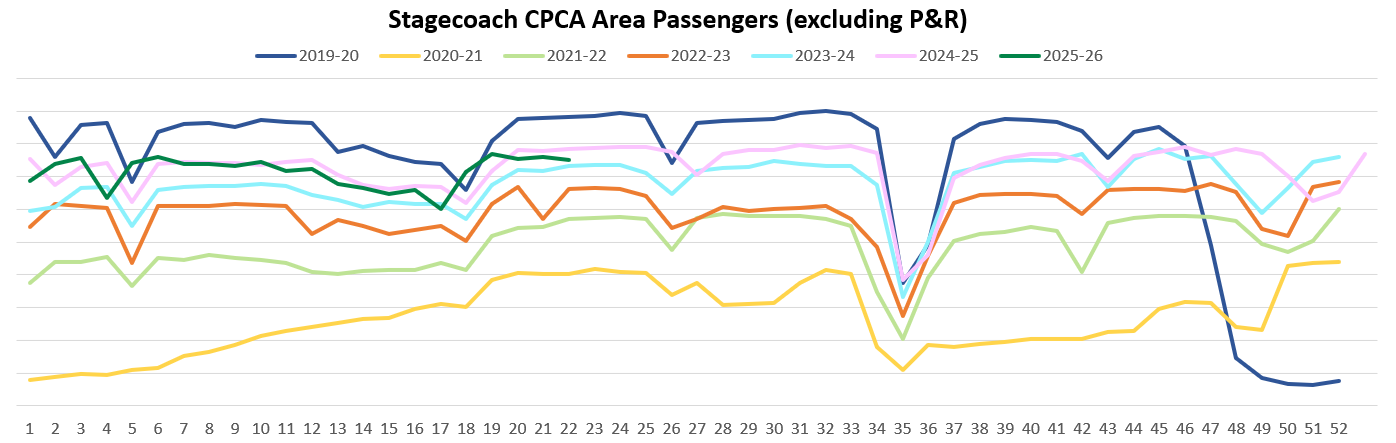 Stagecoach CPCA Area Passengers (excluding P&R)
2019-20 2020-21 2021-22 2022-23 2023-24 2024-25 2025-26
1 2 3 4 5 6 7 8 9 10 11 12 13 14 15 16 17 18 19 20 21 22 23 24 25 26 27 28 29 30 31 32 33 34 35 36 37 38 39 40 41 42 43 44 45 46 47 48 49 50 51 52